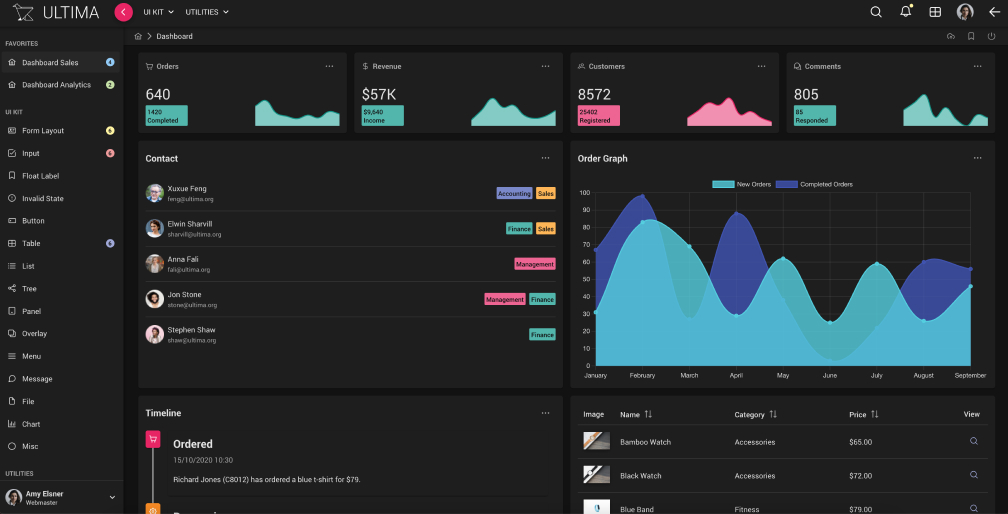 ULTIMA
UI KIT
UTILITIES
Dashboard
FAVORITES
Dashboard Sales 4
Dashboard Analytics 2
UI KIT
Form Layout 6
Input 6
Float Label
Invalid State
Button
Table 6
List
Tree
Panel
Overlay
Menu
Message
File
Chart
Misc
UTILITIES
Amy Elsner
Webmaster
Orders
640
1420
Completed
Revenue
$57K
$9,640
Income
Customers
8572
25402
Registered
Comments
805
85
Responded
Contact
Xuxue Feng
feng@ultima.org
Accounting Sales
Elwin Sharvill
sharvill@ultima.org
Finance Sales
Anna Fali
fali@ultima.org
Management
Jon Stone
stone@ultima.org
Management Finance
Stephen Shaw
shaw@ultima.org
Finance
Order Graph
New Orders Completed Orders
100
90
80
70
60
50
40
30
20
10
0
January February March April May June July August September
Timeline
Ordered
15/10/2020 10:30
Richard Jones (C8012) has ordered a blue t-shirt for $79.
Image Name Category Price View
Bamboo Watch Accessories $65.00
Black Watch Accessories $72.00
Blue Band Fitness $79.00